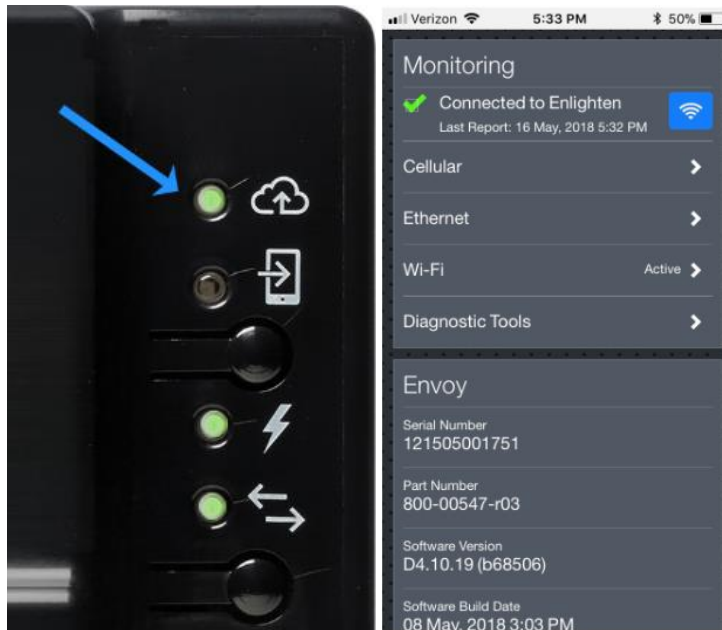 Verizon 5:33 PM 50%
Monitoring
Connected to Enlighten
Last Report: 16 May, 2018 5:32 PM
Cellular
Ethernet
Wi-Fi Active
Diagnostic Tools
Envoy
Serial Number
121505001751
Part Number
800-00547-r03
Software Version
D4.10.19 (b68506)
Software Build Date
08 May, 2018 3:03 PM